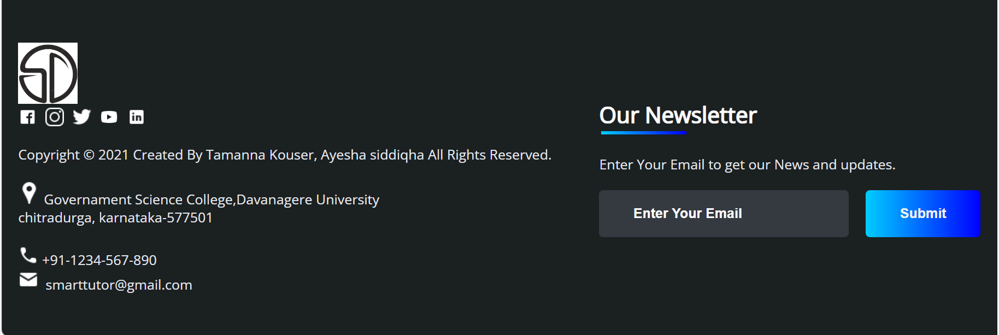 Copyright © 2021 Created By Tamanna Kouser, Ayesha siddiqha All Rights Reserved.
Governament Science College,Davanagere University
chitradurga, karnataka-577501
+91-1234-567-890
smarttutor@gmail.com
Our Newsletter
Enter Your Email to get our News and updates.
Enter Your Email
Submit